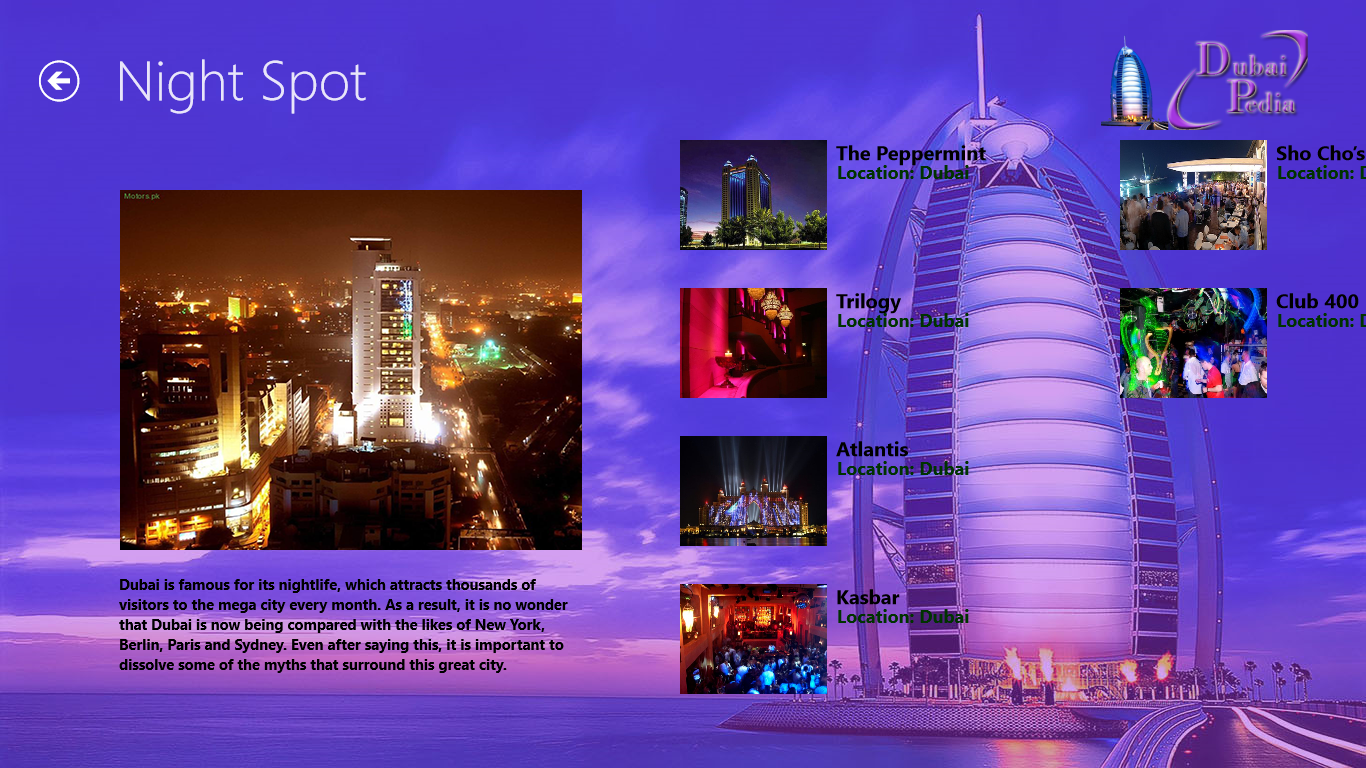 Night Spot
Dubai
Pedia
Motors.pk
Dubai is famous for its nightlife, which attracts thousands of
visitors to the mega city every month. As a result, it is no wonder
that Dubai is now being compared with the likes of New York,
Berlin, Paris and Sydney. Even after saying this, it is important to
dissolve some of the myths that surround this great city.
The Peppermint
Location: Dubai
Trilogy
Location: Dubai
Atlantis
Location: Dubai
Kasbar
Location: Dubai
Sho Cho's
Location: D
Club 400
Location: D